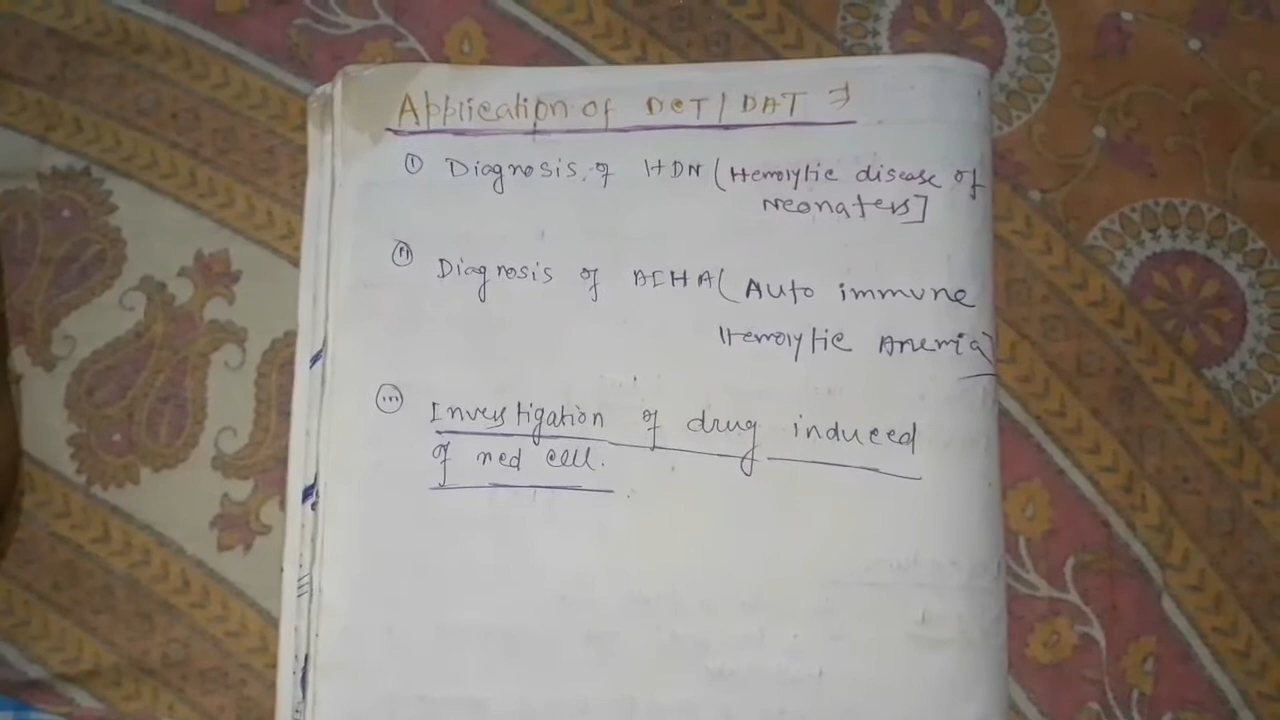 Application of DCT/DAT ⇒
(i) Diagnosis of HDN (Hemolytic disease of
Neonates]
(ii) Diagnosis of AIHA (Auto immune
Hemolytic Anemia]
(iii) Investigation of drug induced
of red cell.